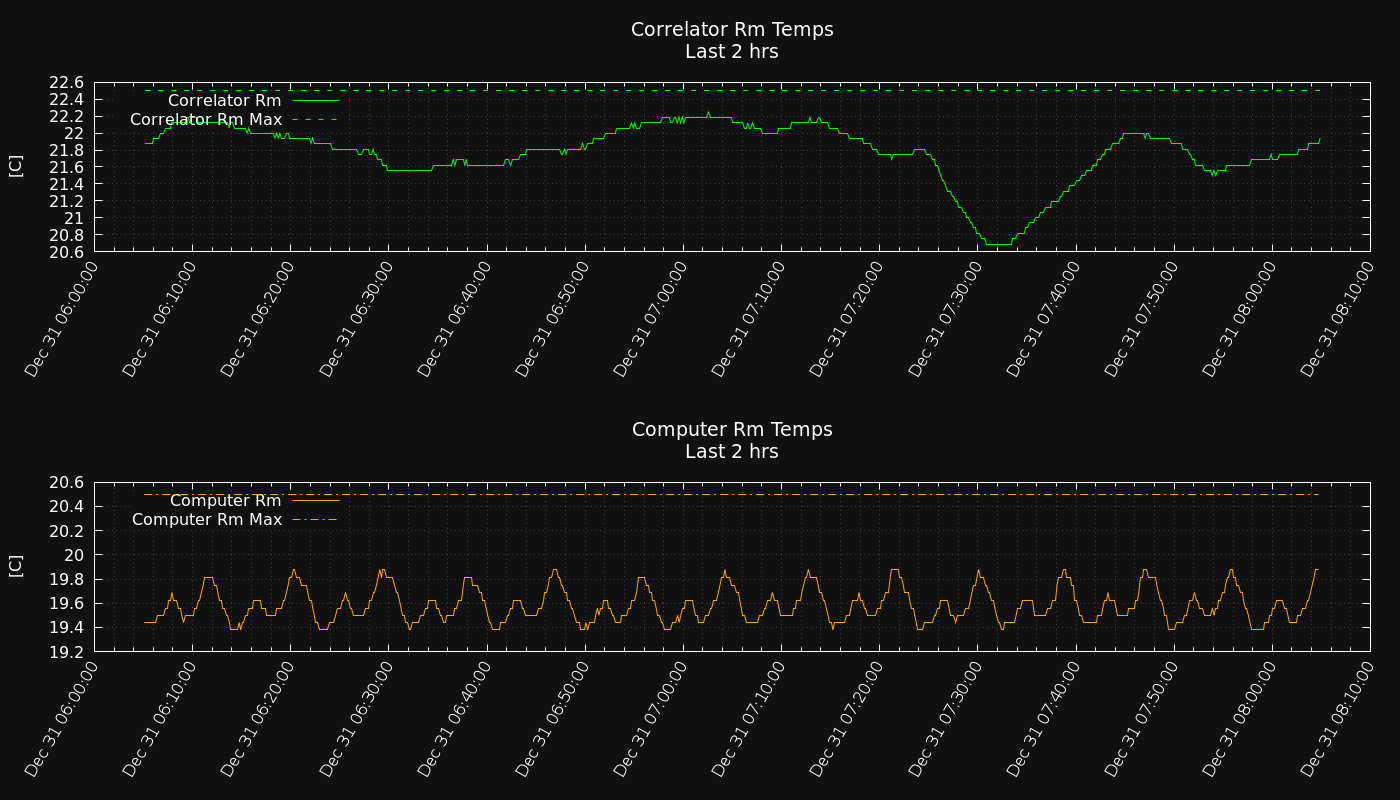 Correlator Rm Temps
Last 2 hrs
22.6
22.4
22.2
22
21.8
21.6
21.4
21.2
21
20.8
20.6
[C]
Correlator Rm
Correlator Rm Max
Dec 31 06:00:00
Dec 31 06:10:00
Dec 31 06:20:00
Dec 31 06:30:00
Dec 31 06:40:00
Dec 31 06:50:00
Dec 31 07:00:00
Dec 31 07:10:00
Dec 31 07:20:00
Dec 31 07:30:00
Dec 31 07:40:00
Dec 31 07:50:00
Dec 31 08:00:00
Dec 31 08:10:00
Computer Rm Temps
Last 2 hrs
20.6
20.4
20.2
20
19.8
19.6
19.4
19.2
[C]
Computer Rm
Computer Rm Max
Dec 31 06:00:00
Dec 31 06:10:00
Dec 31 06:20:00
Dec 31 06:30:00
Dec 31 06:40:00
Dec 31 06:50:00
Dec 31 07:00:00
Dec 31 07:10:00
Dec 31 07:20:00
Dec 31 07:30:00
Dec 31 07:40:00
Dec 31 07:50:00
Dec 31 08:00:00
Dec 31 08:10:00